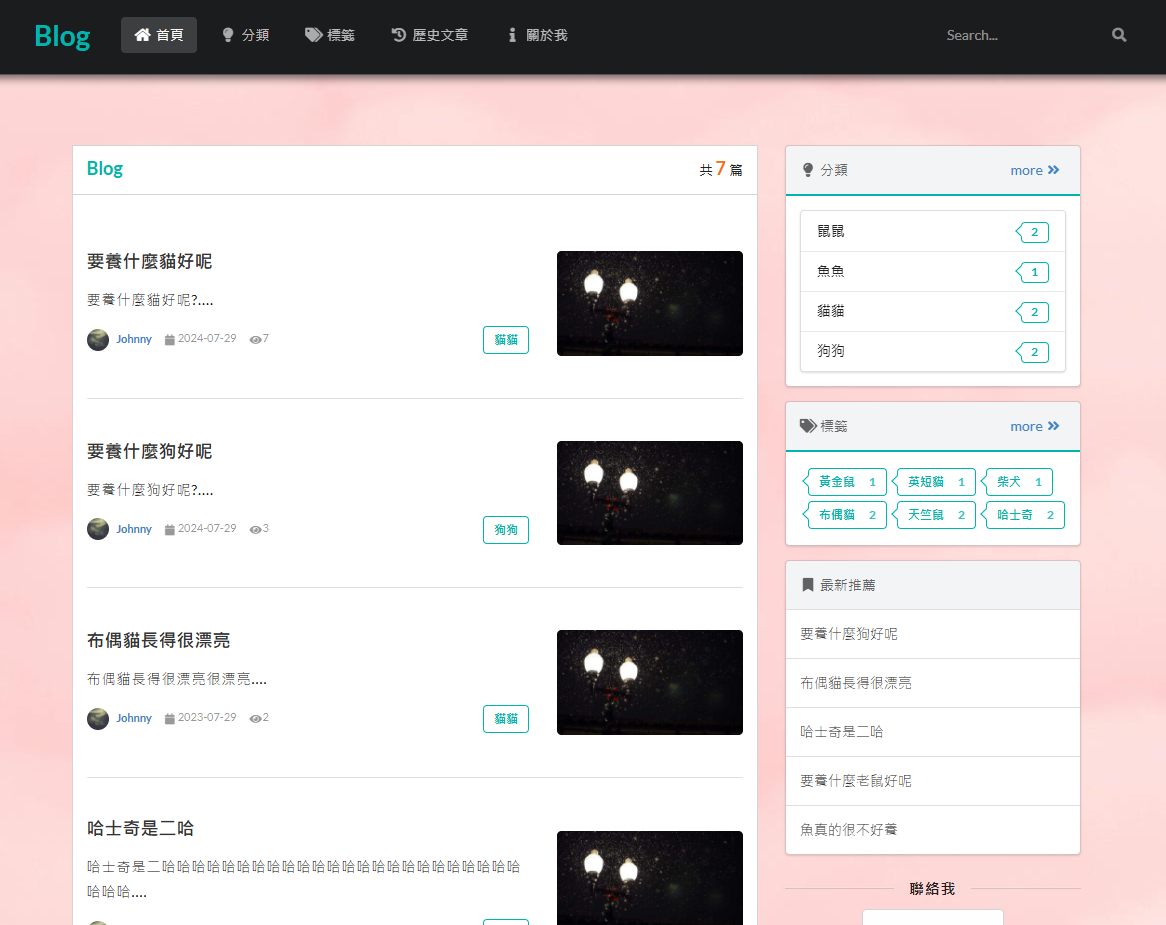 Blog 首頁 分類 標籤 歷史文章 關於我 Search...
Blog 共 7 篇
要養什麼貓好呢
要養什麼貓好呢?....
Johnny 2024-07-29 7 貓貓
要養什麼狗好呢
要養什麼狗好呢?....
Johnny 2024-07-29 3 狗狗
布偶貓長得很漂亮
布偶貓長得很漂亮很漂亮....
Johnny 2023-07-29 2 貓貓
哈士奇是二哈
哈士奇是二哈哈哈哈哈哈哈哈哈哈哈哈哈哈哈哈哈哈哈哈哈哈哈哈
哈哈哈....
分類 more
鼠鼠 2
魚魚 1
貓貓 2
狗狗 2
標籤 more
黃金鼠 1 英短貓 1 柴犬 1
布偶貓 2 天竺鼠 2 哈士奇 2
最新推薦
要養什麼狗好呢
布偶貓長得很漂亮
哈士奇是二哈
要養什麼老鼠好呢
魚真的很不好養
聯絡我